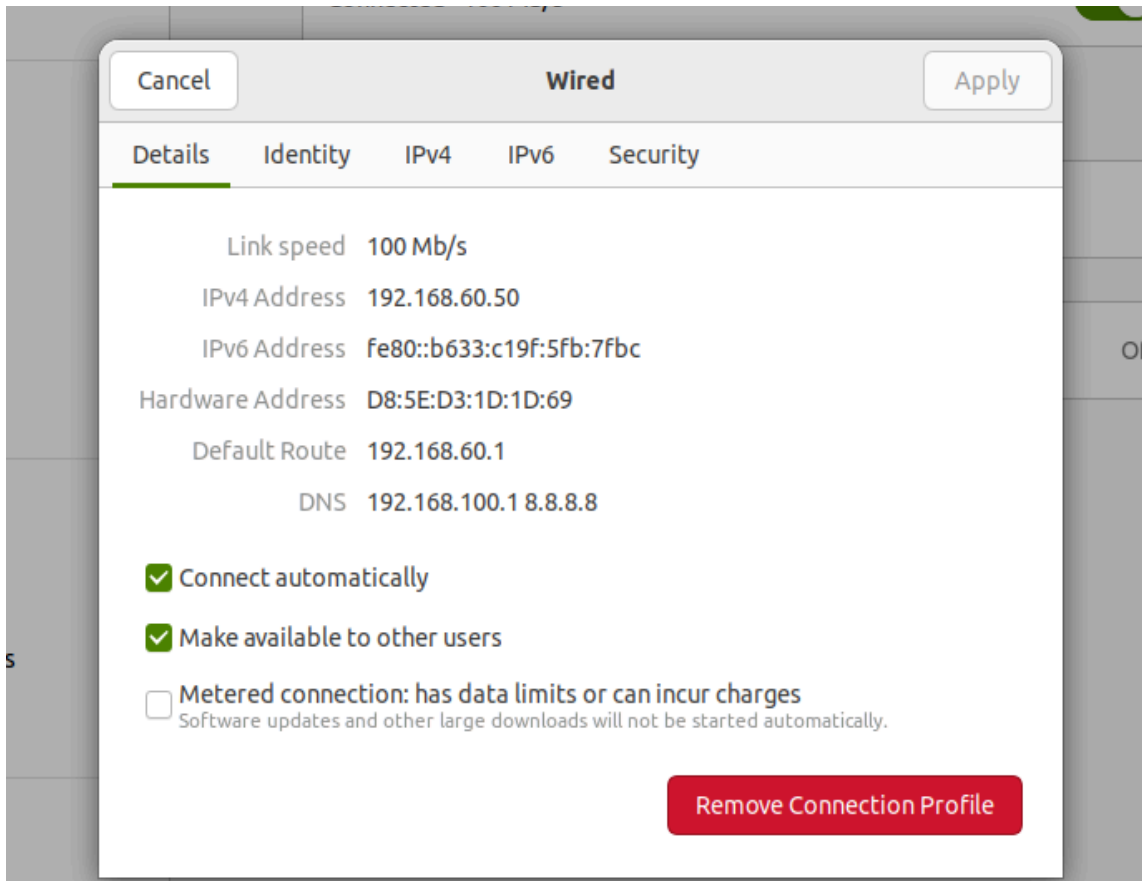 Cancel
Wired
Apply
Details
Identity
IPv4
IPv6
Security
Link speed 100 Mb/s
IPv4 Address 192.168.60.50
IPv6 Address fe80::b633:c19f:5fb:7fbc
Hardware Address D8:5E:D3:1D:1D:69
Default Route 192.168.60.1
DNS 192.168.100.1 8.8.8.8
Connect automatically
Make available to other users
Metered connection: has data limits or can incur charges
Software updates and other large downloads will not be started automatically.
Remove Connection Profile